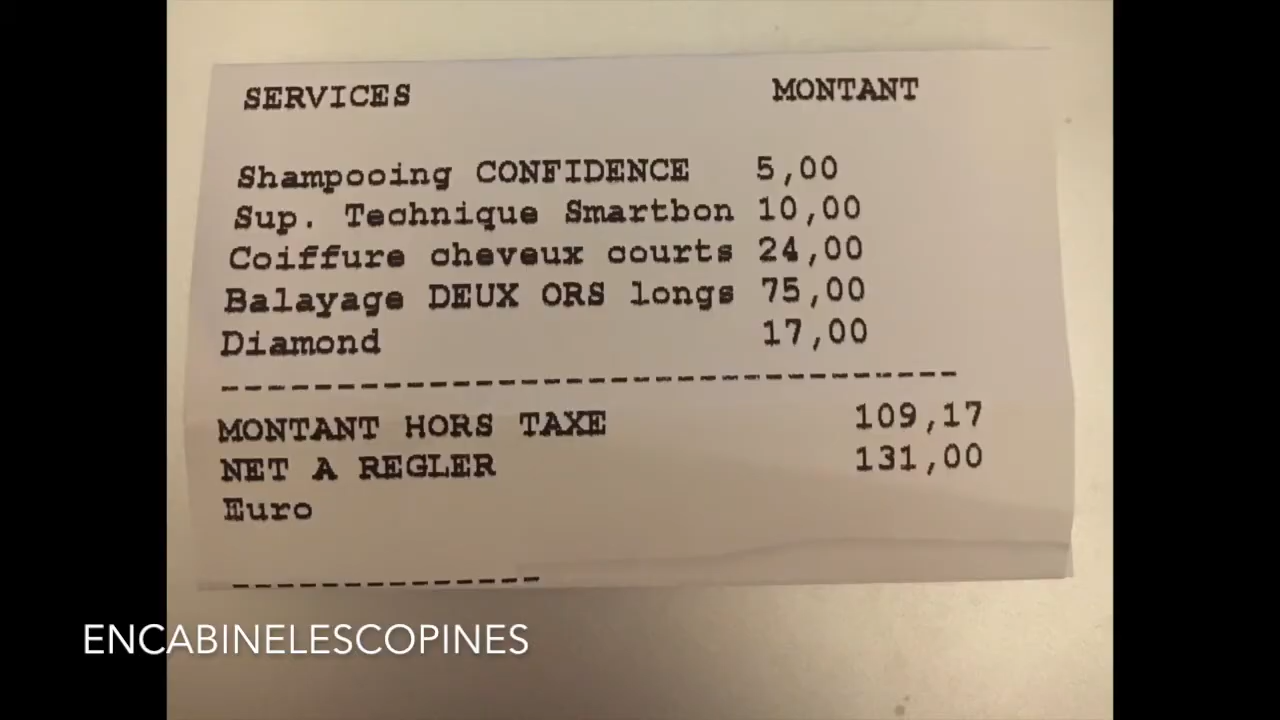 SERVICES MONTANT
Shampooing CONFIDENCE 5,00
Sup. Technique Smartbon 10,00
Coiffure cheveux courts 24,00
Balayage DEUX ORS longs 75,00
Diamond 17,00
--------------------------------
MONTANT HORS TAXE 109,17
NET A REGLER 131,00
Euro
--------------
ENCABINELESCOPINES